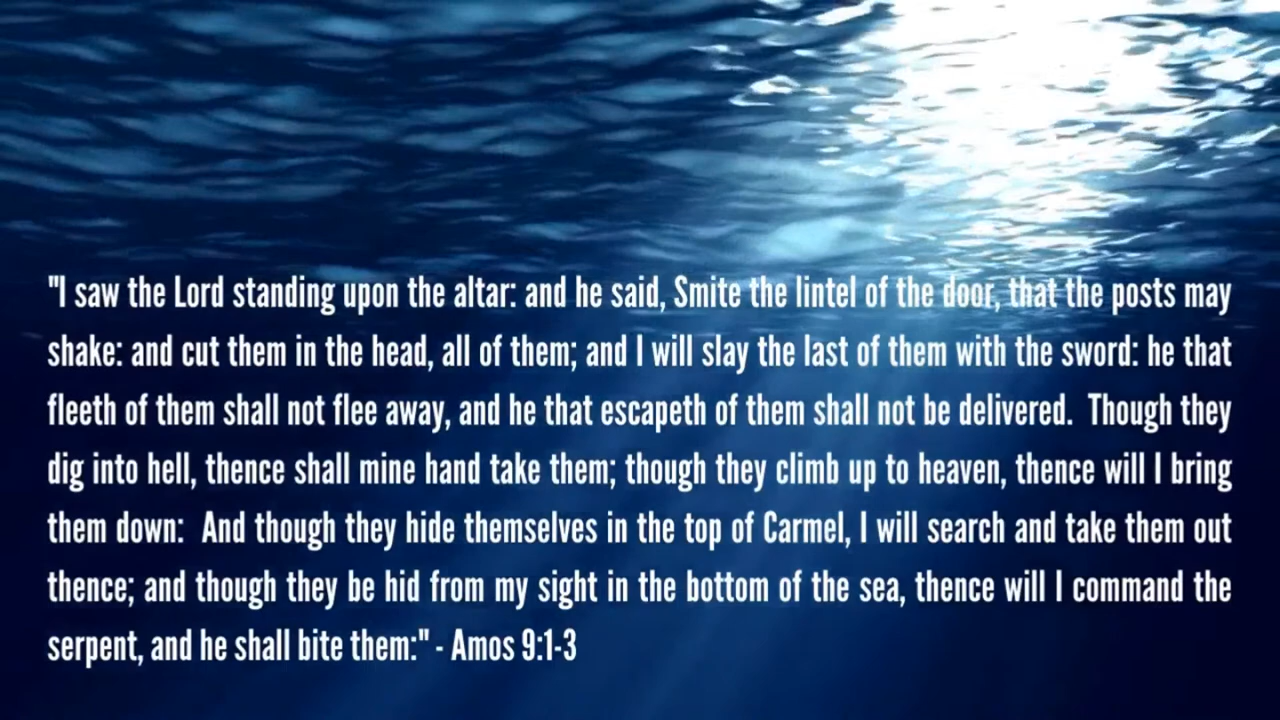 "I saw the Lord standing upon the altar: and he said, Smite the lintel of the door, that the posts may
shake: and cut them in the head, all of them; and I will slay the last of them with the sword: he that
fleeth of them shall not flee away, and he that escapeth of them shall not be delivered.  Though they
dig into hell, thence shall mine hand take them; though they climb up to heaven, thence will I bring
them down:  And though they hide themselves in the top of Carmel, I will search and take them out
thence; and though they be hid from my sight in the bottom of the sea, thence will I command the
serpent, and he shall bite them:" - Amos 9:1-3